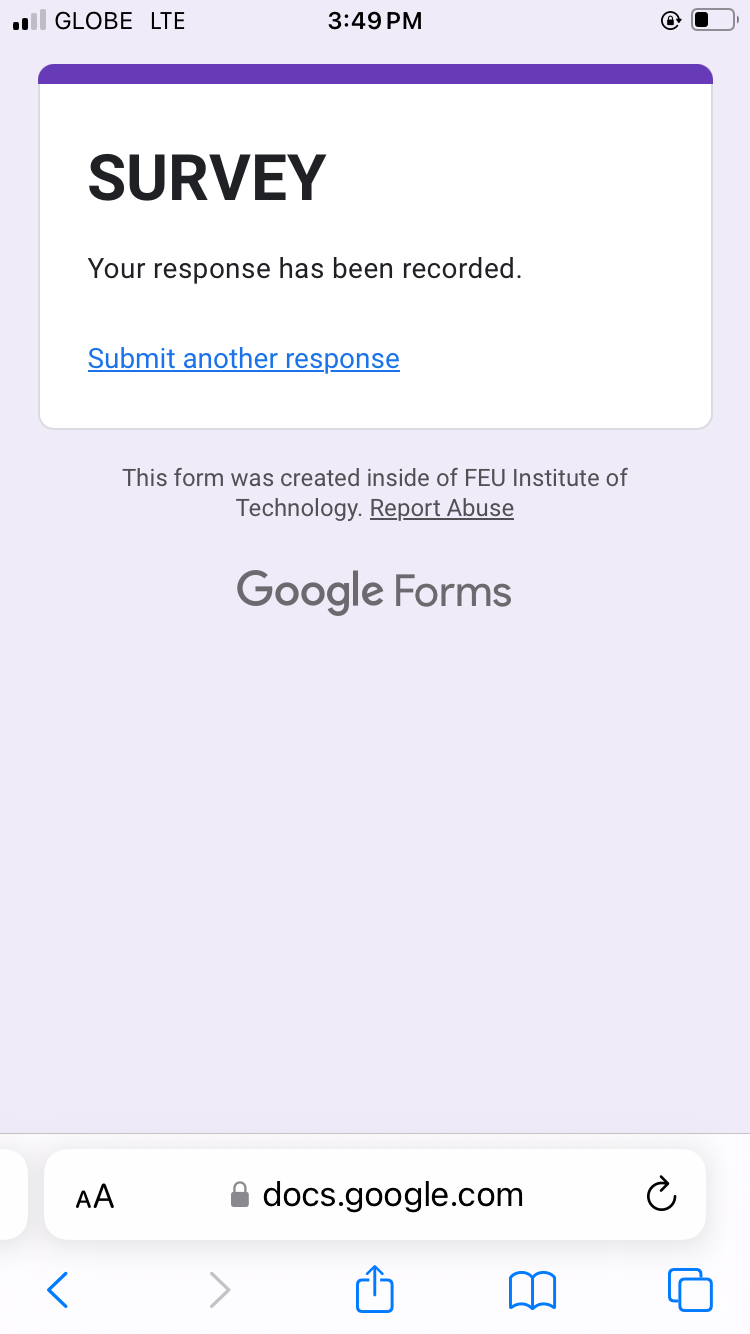 GLOBE LTE 3:49 PM
SURVEY
Your response has been recorded.
Submit another response
This form was created inside of FEU Institute of
Technology. Report Abuse
Google Forms
AA docs.google.com